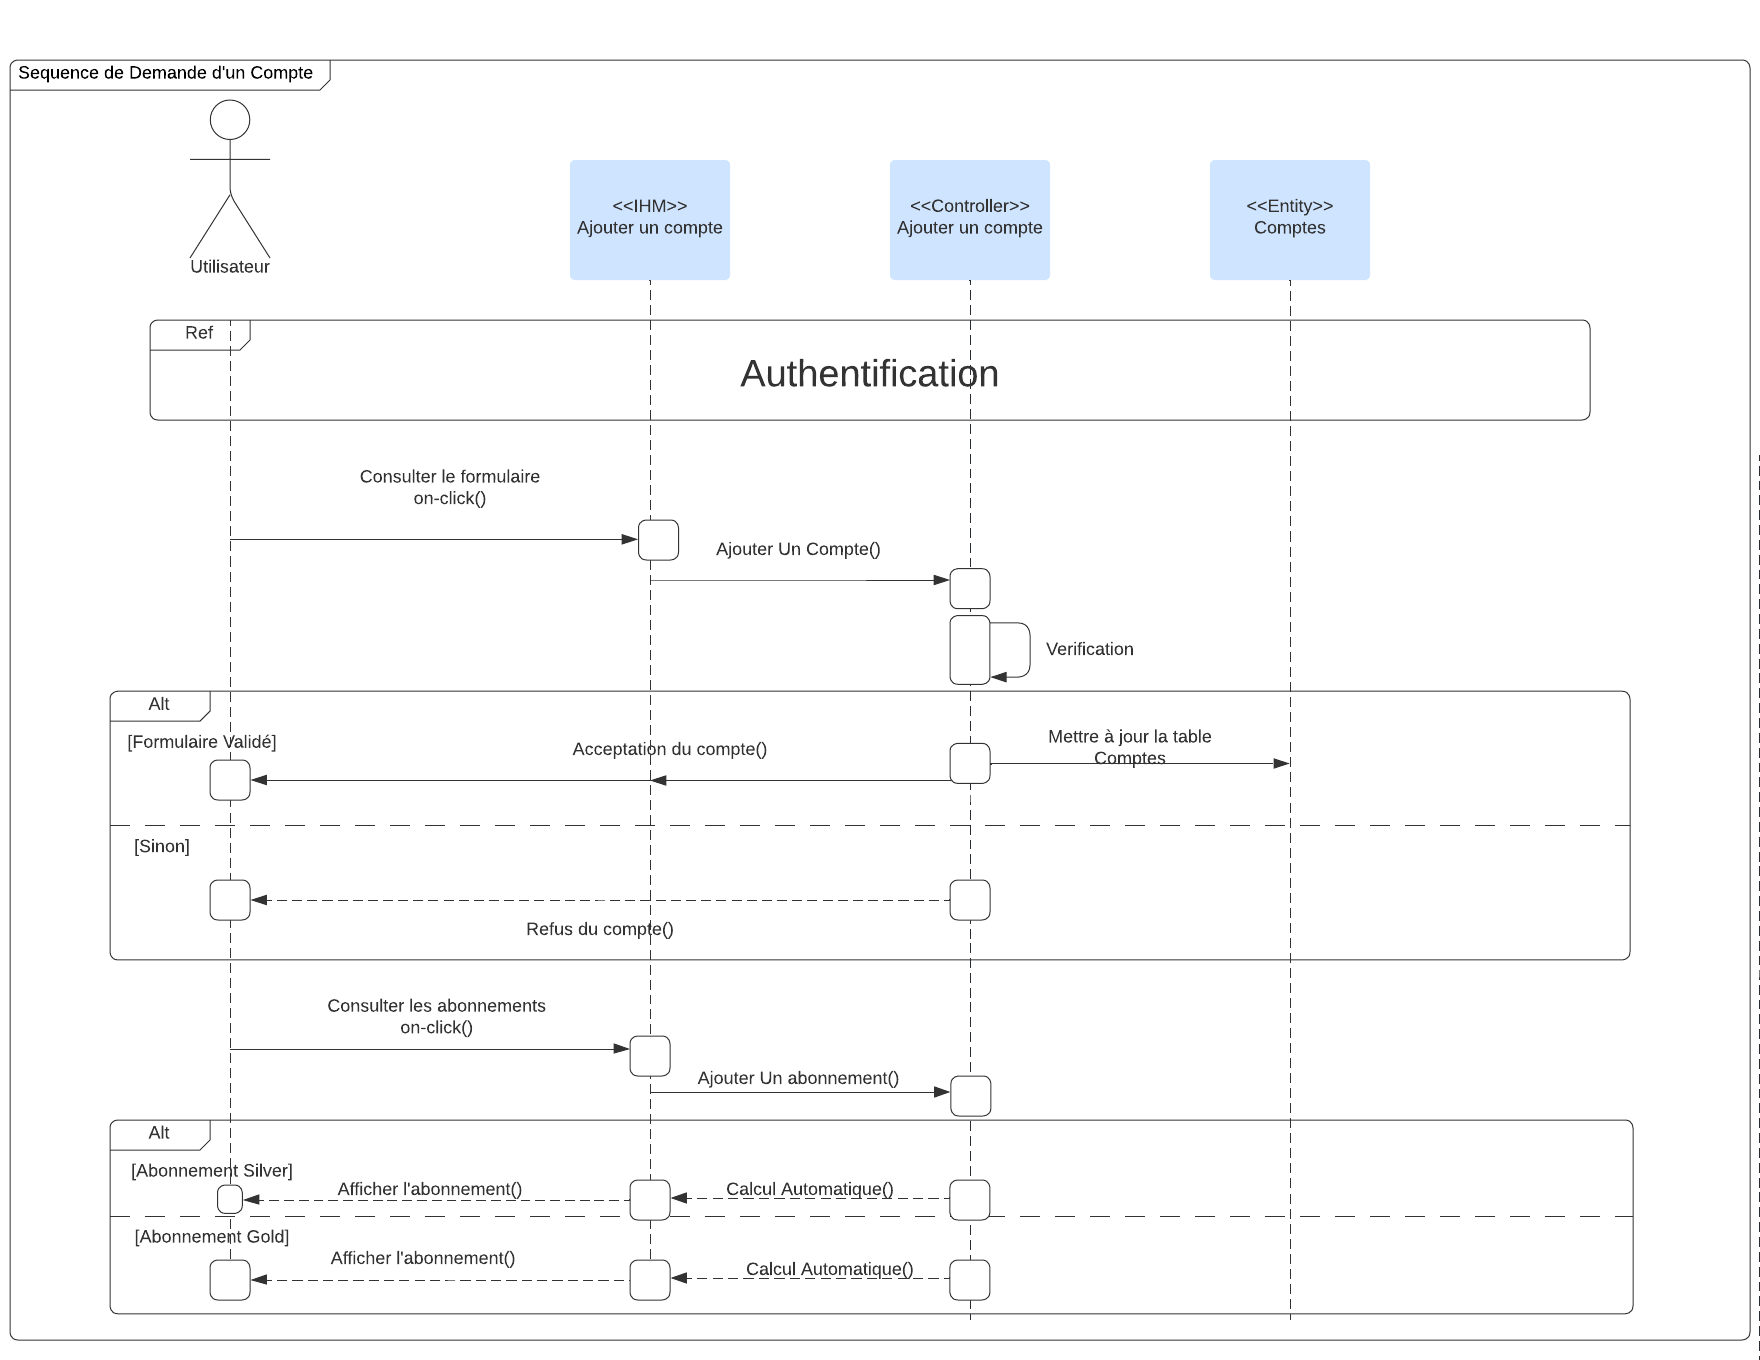 Sequence de Demande d'un Compte
Utilisateur
<<IHM>>
Ajouter un compte
<<Controller>>
Ajouter un compte
<<Entity>>
Comptes
Ref
Authentification
Consulter le formulaire
on-click()
Ajouter Un Compte()
Verification
Alt
[Formulaire Validé]
Acceptation du compte()
Mettre à jour la table
Comptes
[Sinon]
Refus du compte()
Consulter les abonnements
on-click()
Ajouter Un abonnement()
Alt
[Abonnement Silver]
Afficher l'abonnement()
Calcul Automatique()
[Abonnement Gold]
Afficher l'abonnement()
Calcul Automatique()